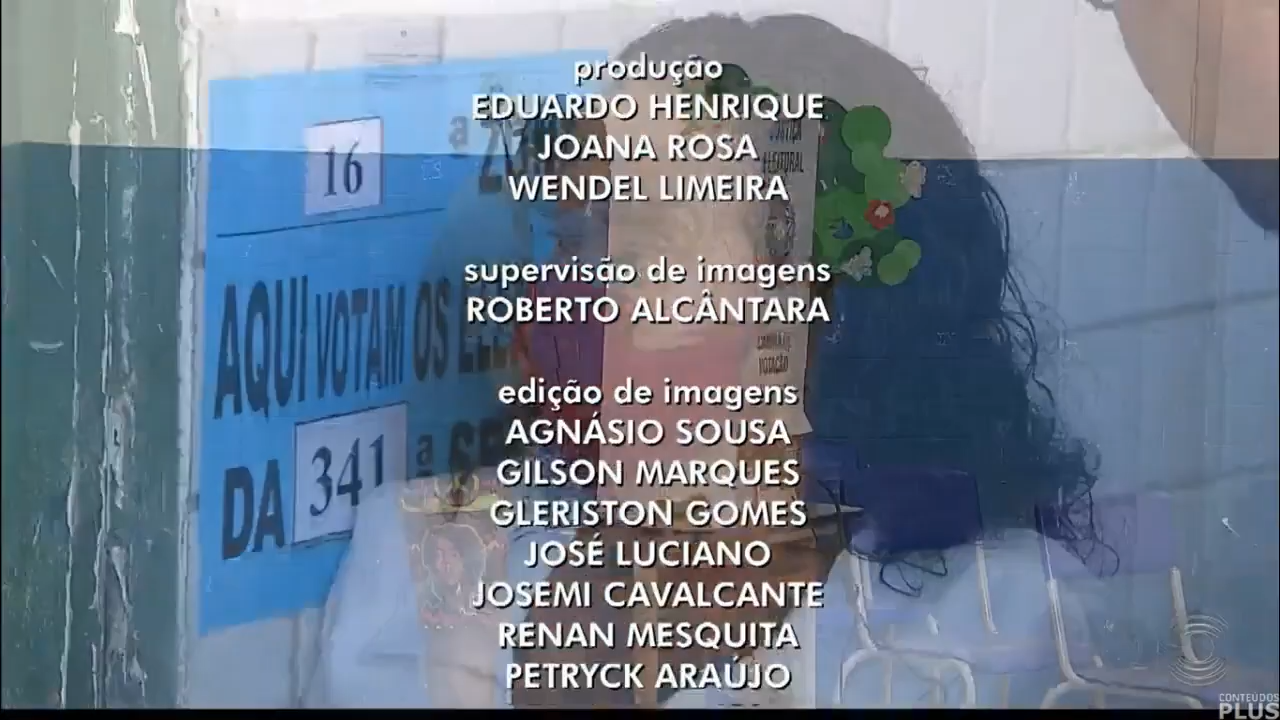 produção
EDUARDO HENRIQUE
JOANA ROSA
WENDEL LIMEIRA
supervisão de imagens
ROBERTO ALCÂNTARA
edição de imagens
AGNÁSIO SOUSA
GILSON MARQUES
GLERISTON GOMES
JOSÉ LUCIANO
JOSEMI CAVALCANTE
RENAN MESQUITA
PETRYCK ARAÚJO
16 ª
AQUI VOTAM OS
DA 341 ª
VOTAÇÃO
CONTEÚDOS
PLUS